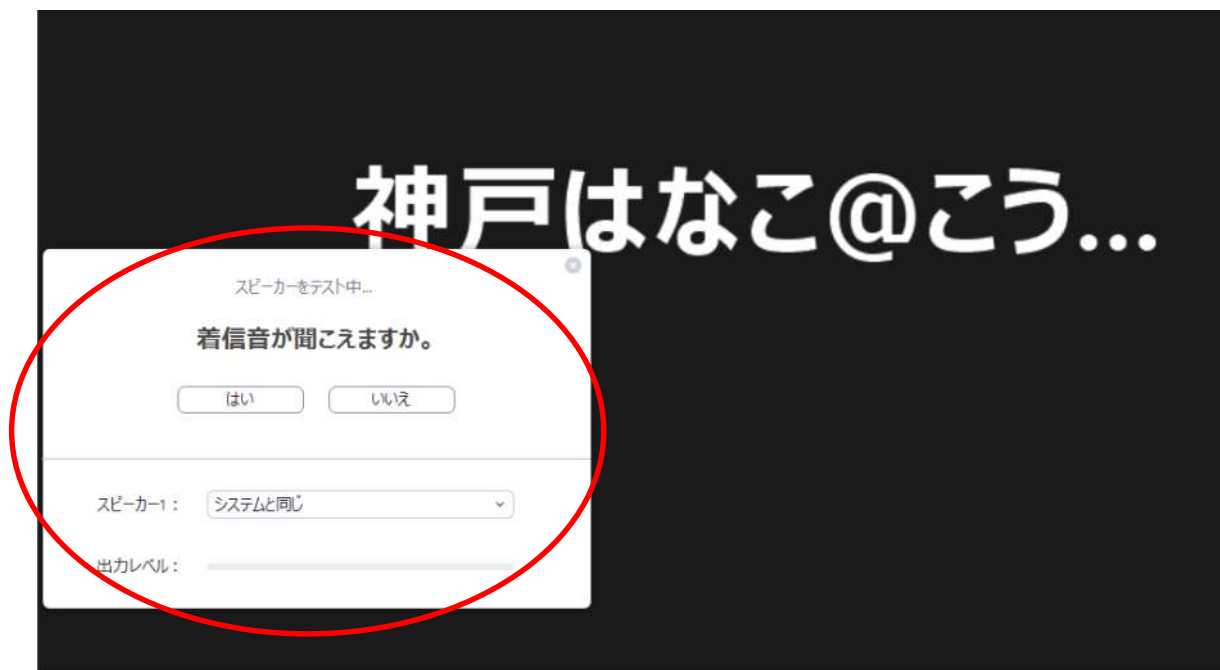 神戸はなこ@こう...
スピーカーをテスト中...
着信音が聞こえますか。
はい いいえ
スピーカー1： システムと同じ
出力レベル：